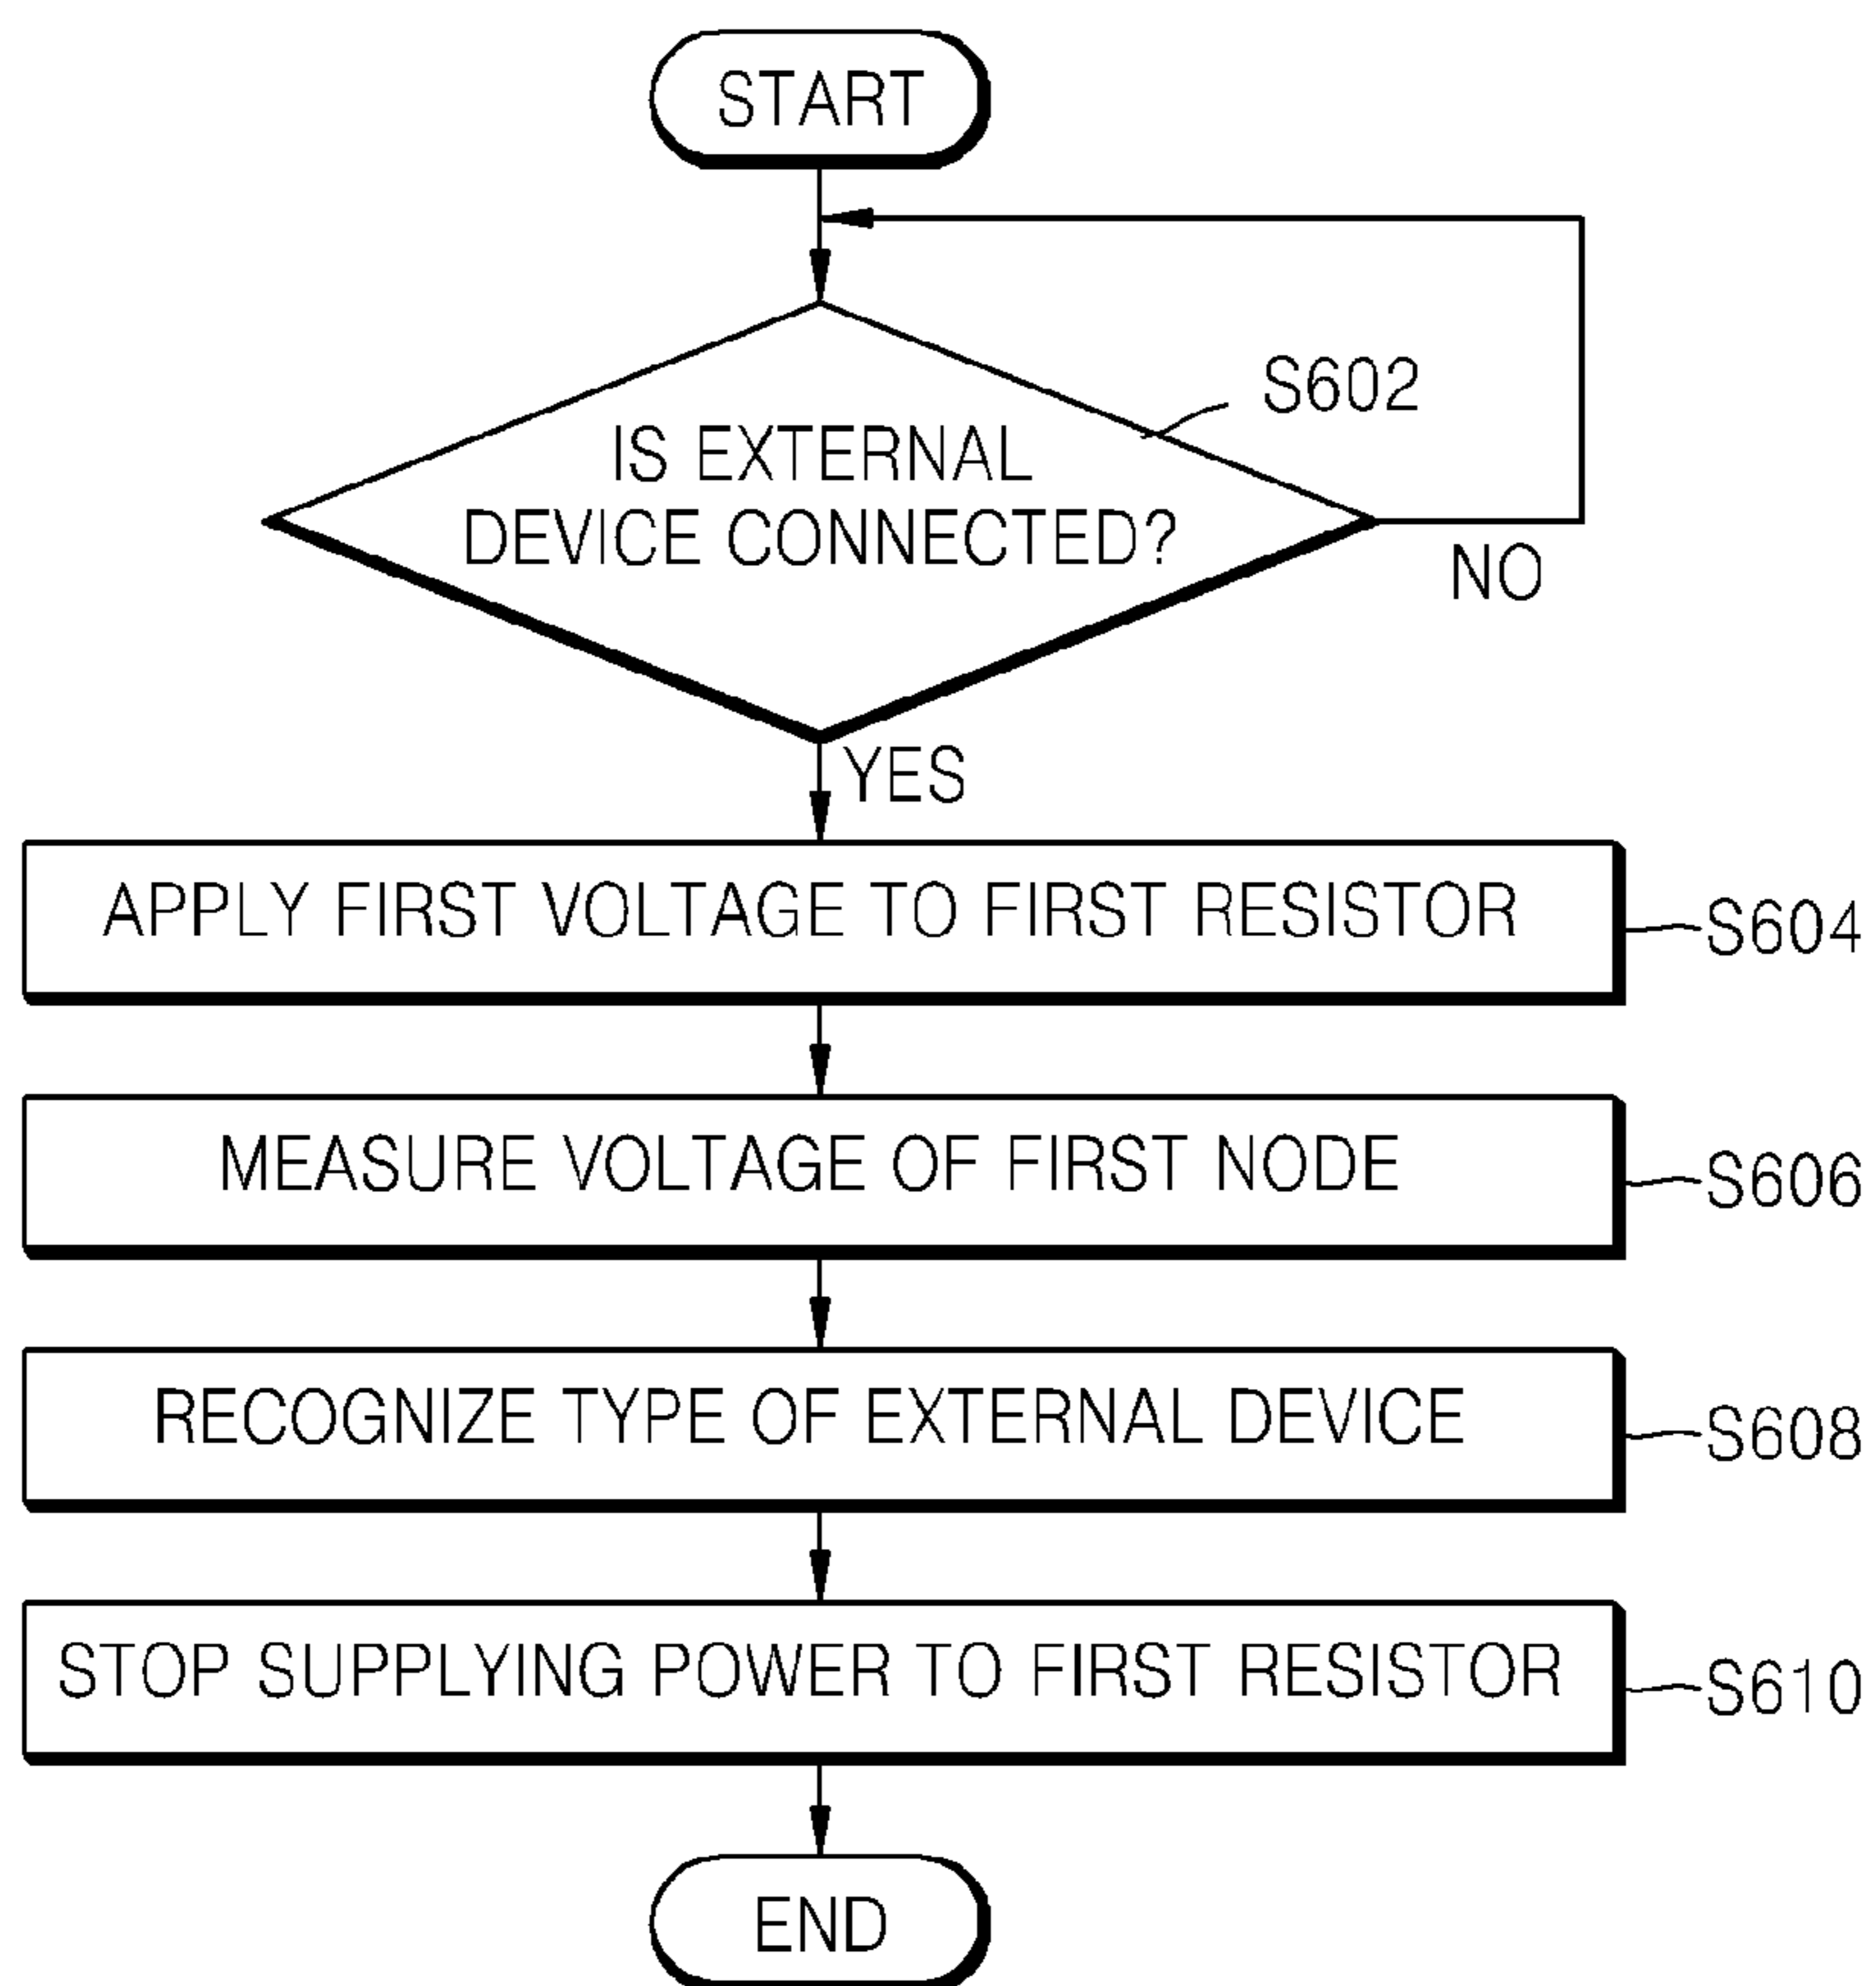 START
S602
IS EXTERNAL
DEVICE CONNECTED?
NO
YES
APPLY FIRST VOLTAGE TO FIRST RESISTOR
S604
MEASURE VOLTAGE OF FIRST NODE
S606
RECOGNIZE TYPE OF EXTERNAL DEVICE
S608
STOP SUPPLYING POWER TO FIRST RESISTOR
S610
END